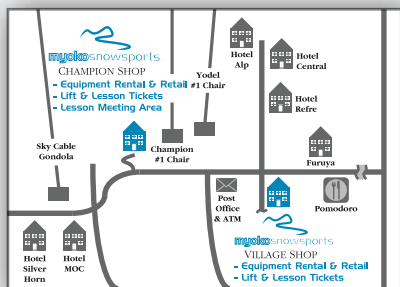 myokosnowsports
CHAMPION SHOP
- Equipment Rental & Retail
- Lift & Lesson Tickets
- Lesson Meeting Area
Hotel
Alp
Hotel
Central
Yodel
#1 Chair
Hotel
Refre
Sky Cable
Gondola
Champion
#1 Chair
Furuya
Post
Office
& ATM
Pomodoro
myokosnowsports
VILLAGE SHOP
- Equipment Rental & Retail
- Lift & Lesson Tickets
Hotel
Silver
Horn
Hotel
MOC